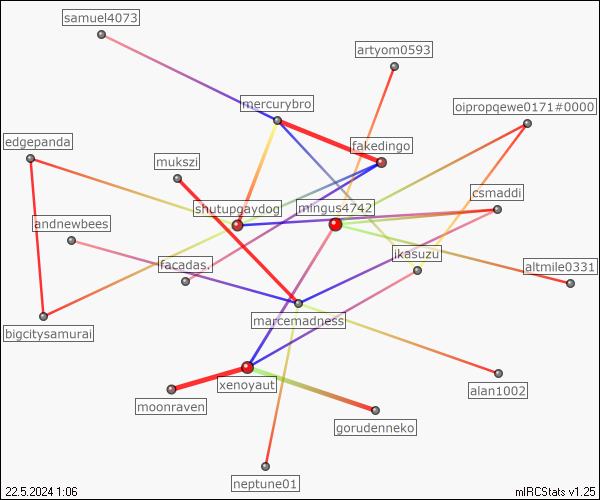 samuel4073
artyom0593
mercurybro
oipropqewe0171#0000
edgepanda
fakedingo
mukszi
csmaddi
shutupgaydog
mingus4742
andnewbees
jkasuzu
facadas.
altmile0331
marcemadness
bigcitysamurai
xenoyaut
alan1002
moonraven
gorudenneko
neptune01
22.5.2024 1:06
mIRCStats v1.25